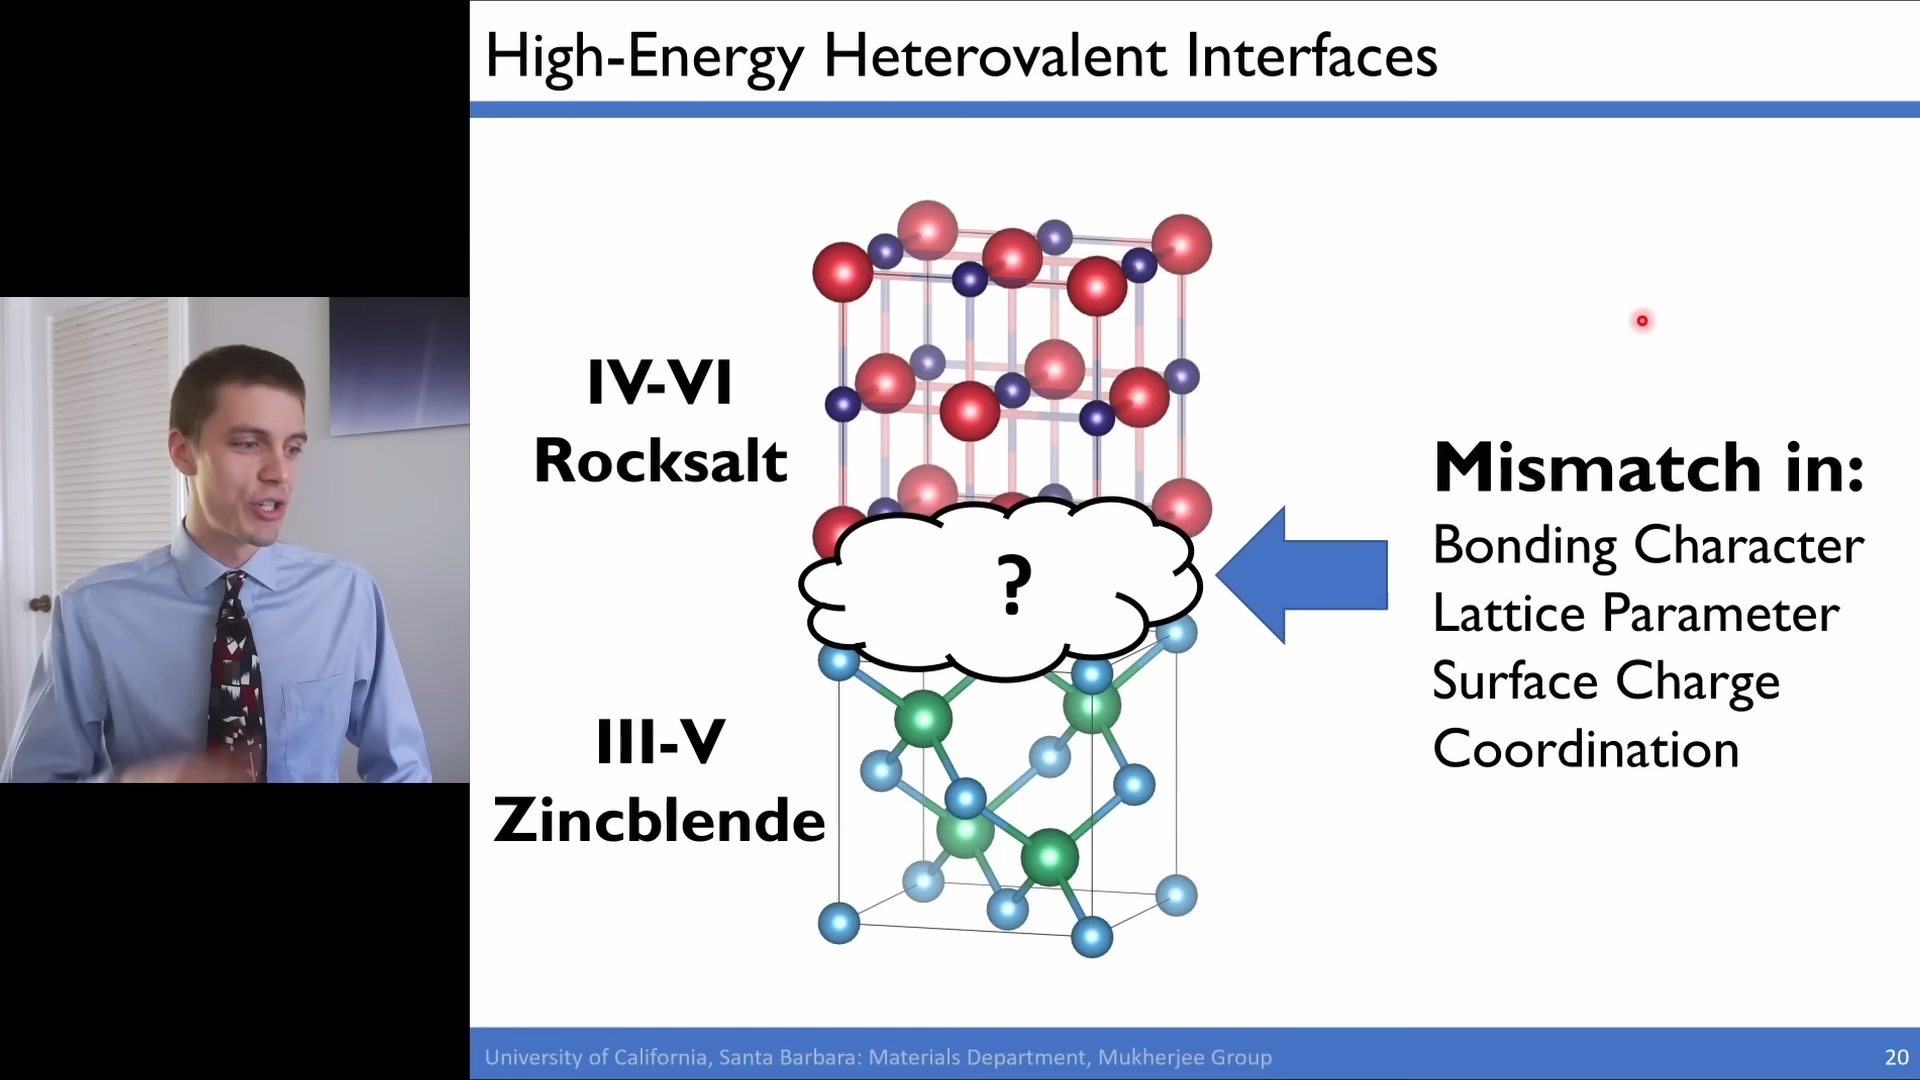 High-Energy Heterovalent Interfaces
IV-VI
Rocksalt
?
III-V
Zincblende
Mismatch in:
Bonding Character
Lattice Parameter
Surface Charge
Coordination
University of California, Santa Barbara: Materials Department, Mukherjee Group
20